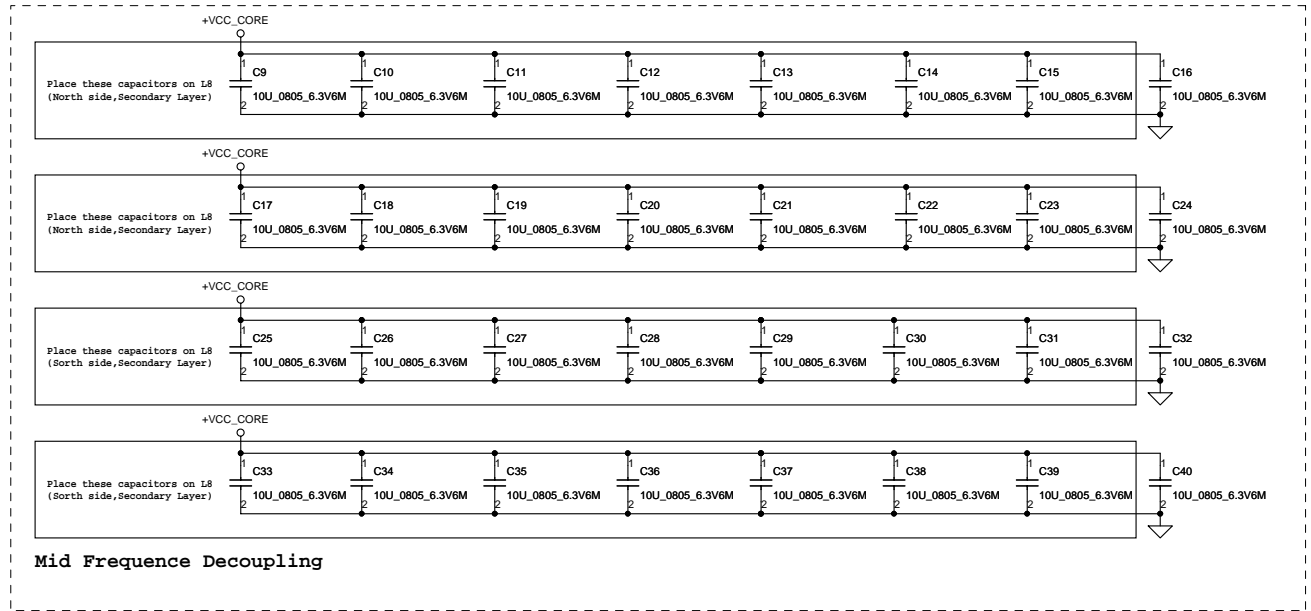 +VCC_CORE
1 1 1 1 1 1 1 1
C9 C10 C11 C12 C13 C14 C15 C16
Place these capacitors on L8
(North side,Secondary Layer)
10U_0805_6.3V6M 10U_0805_6.3V6M 10U_0805_6.3V6M 10U_0805_6.3V6M 10U_0805_6.3V6M 10U_0805_6.3V6M 10U_0805_6.3V6M 10U_0805_6.3V6M
2 2 2 2 2 2 2 2
+VCC_CORE
1 1 1 1 1 1 1 1
C17 C18 C19 C20 C21 C22 C23 C24
Place these capacitors on L8
(North side,Secondary Layer)
10U_0805_6.3V6M 10U_0805_6.3V6M 10U_0805_6.3V6M 10U_0805_6.3V6M 10U_0805_6.3V6M 10U_0805_6.3V6M 10U_0805_6.3V6M 10U_0805_6.3V6M
2 2 2 2 2 2 2 2
+VCC_CORE
1 1 1 1 1 1 1 1
C25 C26 C27 C28 C29 C30 C31 C32
Place these capacitors on L8
(Sorth side,Secondary Layer)
10U_0805_6.3V6M 10U_0805_6.3V6M 10U_0805_6.3V6M 10U_0805_6.3V6M 10U_0805_6.3V6M 10U_0805_6.3V6M 10U_0805_6.3V6M 10U_0805_6.3V6M
2 2 2 2 2 2 2 2
+VCC_CORE
1 1 1 1 1 1 1 1
C33 C34 C35 C36 C37 C38 C39 C40
Place these capacitors on L8
(Sorth side,Secondary Layer)
10U_0805_6.3V6M 10U_0805_6.3V6M 10U_0805_6.3V6M 10U_0805_6.3V6M 10U_0805_6.3V6M 10U_0805_6.3V6M 10U_0805_6.3V6M 10U_0805_6.3V6M
2 2 2 2 2 2 2 2
Mid Frequence Decoupling